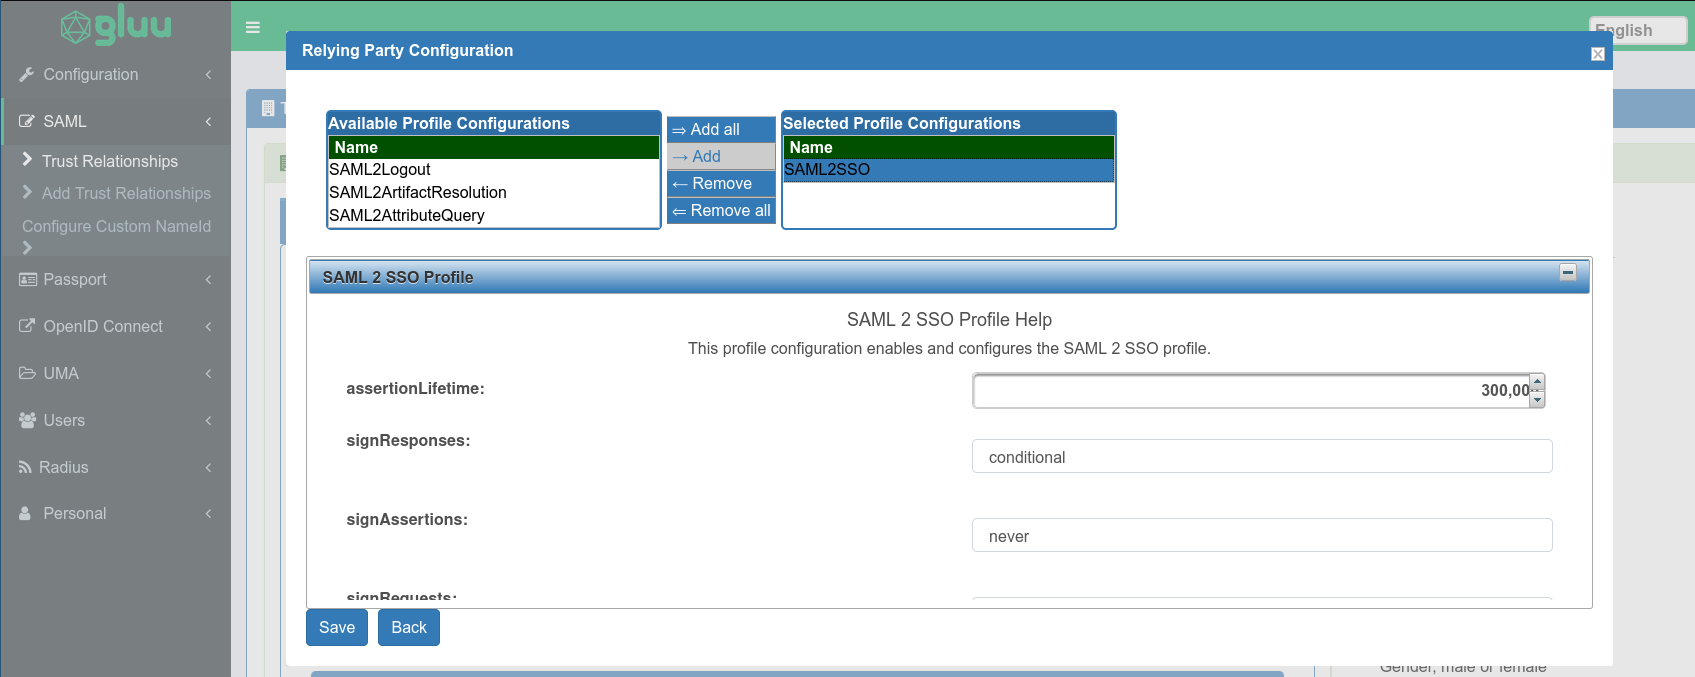 gluu
English
Configuration
SAML
Trust Relationships
Add Trust Relationships
Configure Custom NameId
Passport
OpenID Connect
UMA
Users
Radius
Personal
Relying Party Configuration
Available Profile Configurations
Name
SAML2Logout
SAML2ArtifactResolution
SAML2AttributeQuery
⇒ Add all
→ Add
← Remove
⇐ Remove all
Selected Profile Configurations
Name
SAML2SSO
SAML 2 SSO Profile
SAML 2 SSO Profile Help
This profile configuration enables and configures the SAML 2 SSO profile.
assertionLifetime:
300,00
signResponses:
conditional
signAssertions:
never
signRequests:
Save
Back
Gender, male or female